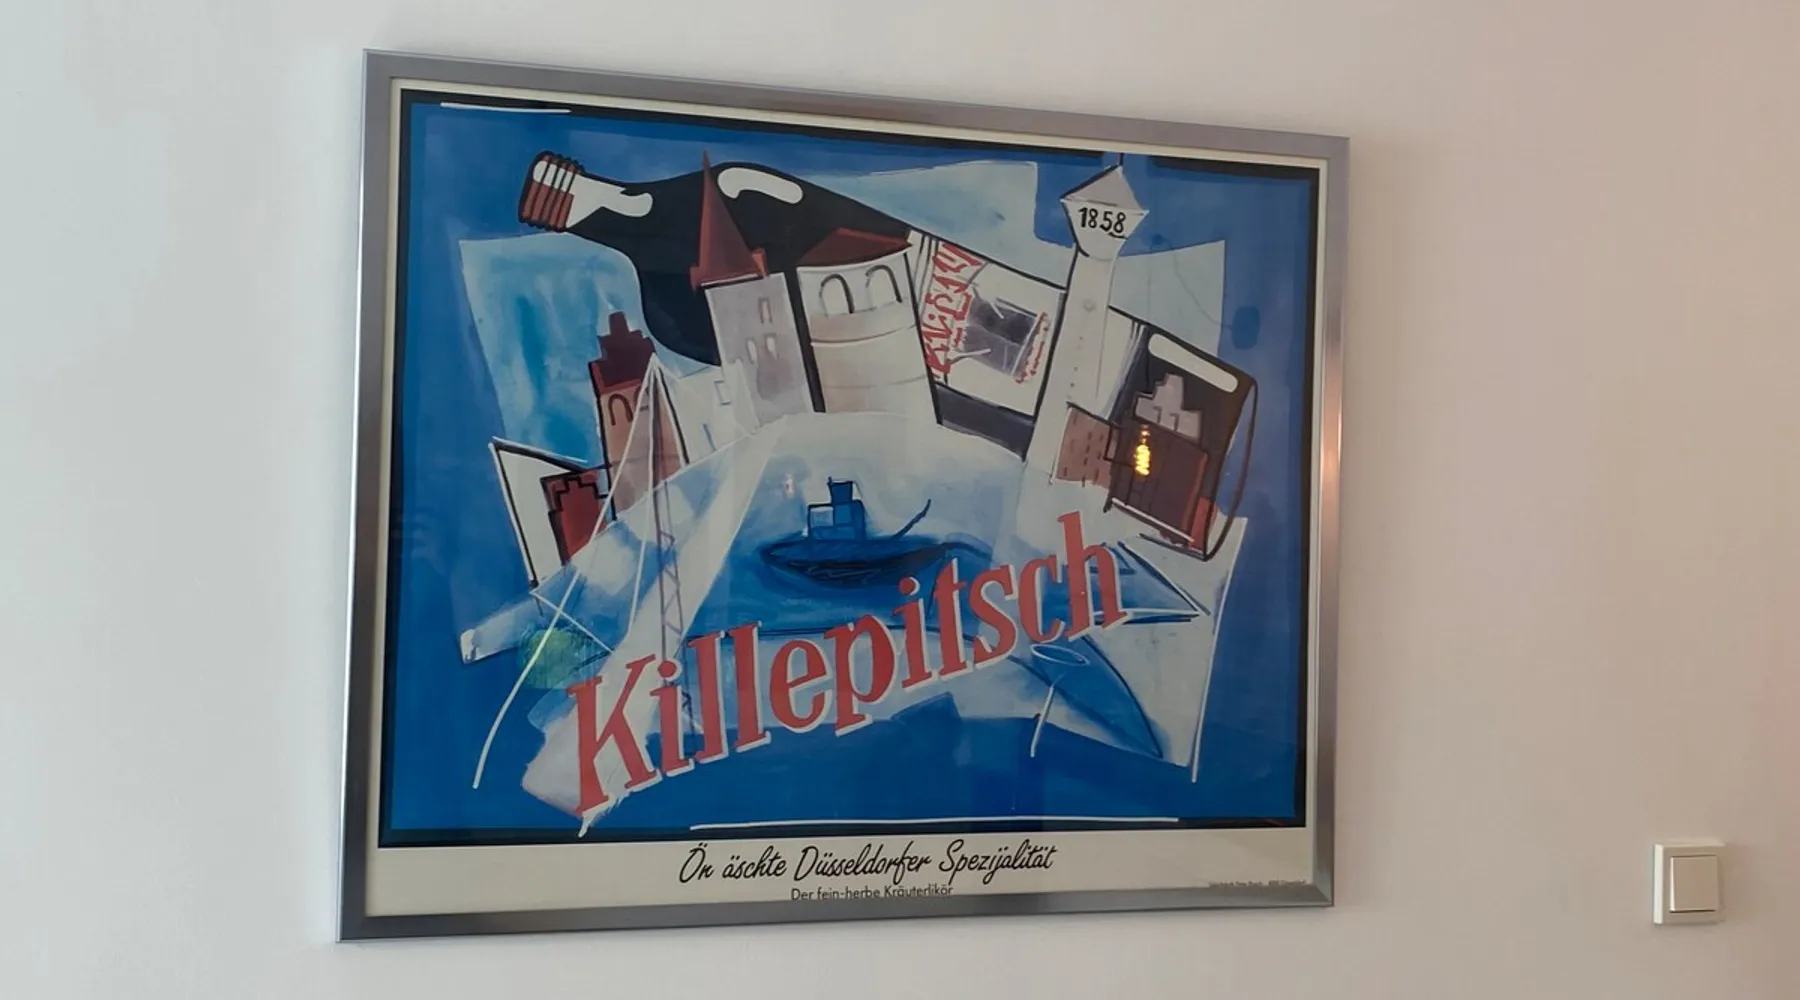 1858
Killepitsch
Ön äschte Düsseldorfer Spezijalität
Der fein-herbe Kräuterlikör